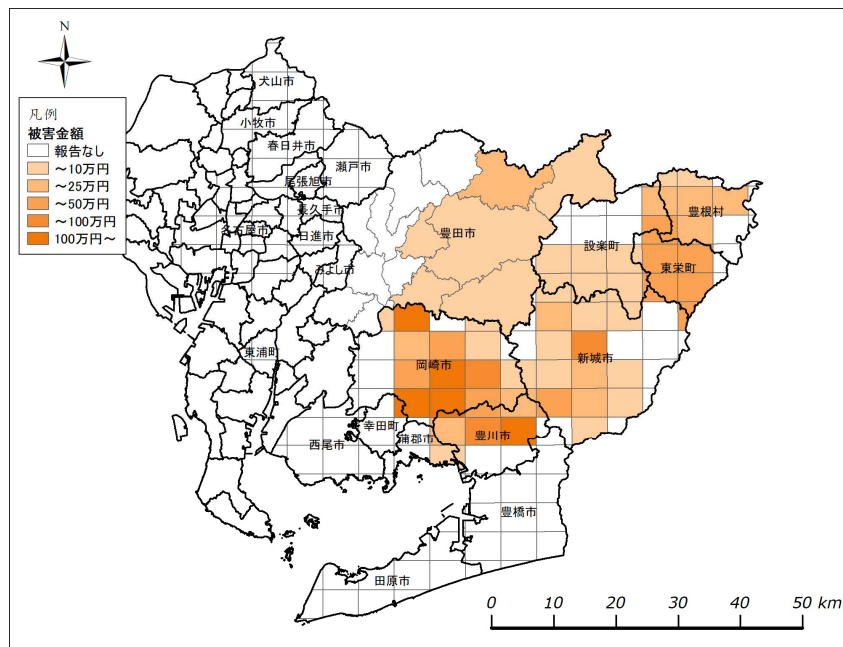 N
犬山市
凡例
被害金額
報告なし
～10万円
～25万円
～50万円
～100万円
100万円～
小牧市
春日井市
瀬戸市
尾張旭市
長久手市
名古屋市
日進市
みよし市
豊田市
設楽町
豊根村
東栄町
東浦町
岡崎市
新城市
幸田町
蒲郡市
豊川市
西尾市
豊橋市
田原市
0 10 20 30 40 50 km